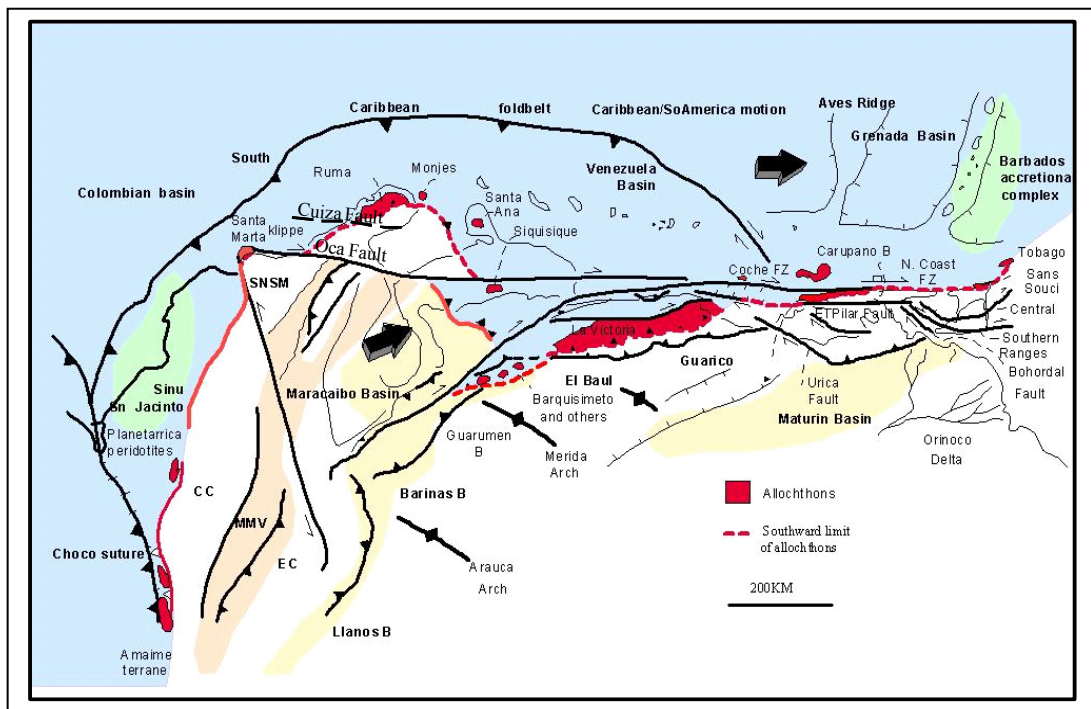 Caribbean
foldbelt
Caribbean/SoAmerica motion
Aves Ridge
Grenada Basin
South
Ruma
Monjes
Venezuela
Basin
Barbados
accretional
complex
Colombian basin
Cuiza Fault
Santa
Ana
Santa
Marta
klippe
Siquisique
Oca Fault
Carupano B
Tobago
SNSM
Coche FZ
N. Coast
FZ
Sans
Souci
Central
La Victoria
El Pilar Fault
Southern
Ranges
Guarico
Bohordal
Fault
Sinu
Sn Jacinto
Maracaibo Basin
El Baul
Barquisimeto
and others
Urica
Fault
Maturin Basin
Planetarrica
peridotites
Guarumen
B
Merida
Arch
Orinoco
Delta
CC
Barinas B
Allochthons
MMV
Southward limit
of allochthons
Choco suture
EC
Arauca
Arch
200KM
Llanos B
Amaime
terrane